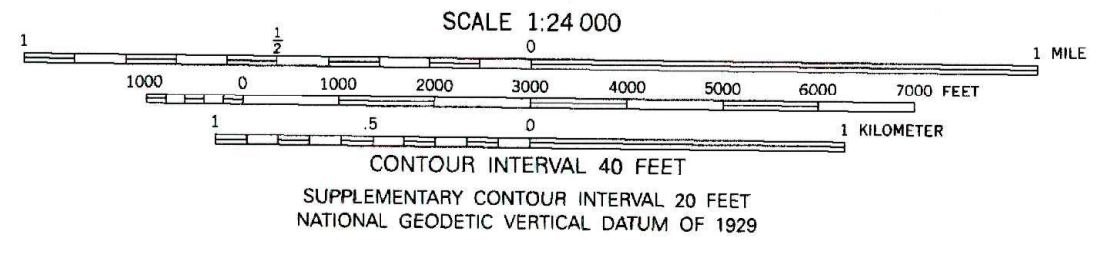 SCALE 1:24 000
1 1/2 0 1 MILE
1000 0 1000 2000 3000 4000 5000 6000 7000 FEET
1 .5 0 1 KILOMETER
CONTOUR INTERVAL 40 FEET
SUPPLEMENTARY CONTOUR INTERVAL 20 FEET
NATIONAL GEODETIC VERTICAL DATUM OF 1929